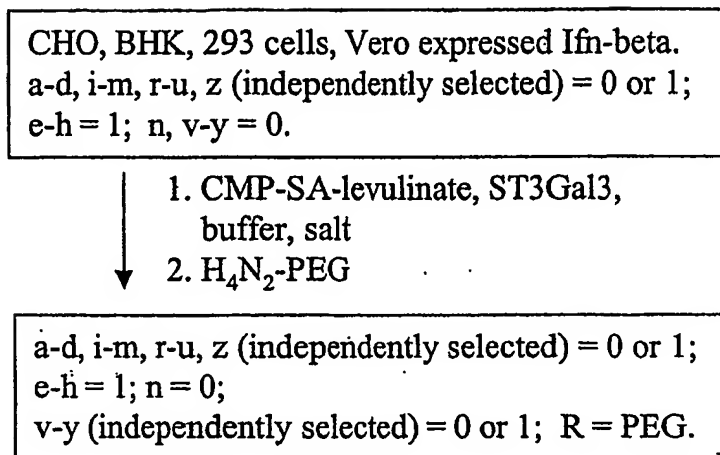 CHO, BHK, 293 cells, Vero expressed Ifn-beta.
a-d, i-m, r-u, z (independently selected) = 0 or 1;
e-h = 1; n, v-y = 0.
1. CMP-SA-levulinate, ST3Gal3,
buffer, salt
2. H₄N₂-PEG
a-d, i-m, r-u, z (independently selected) = 0 or 1;
e-h = 1; n = 0;
v-y (independently selected) = 0 or 1; R = PEG.